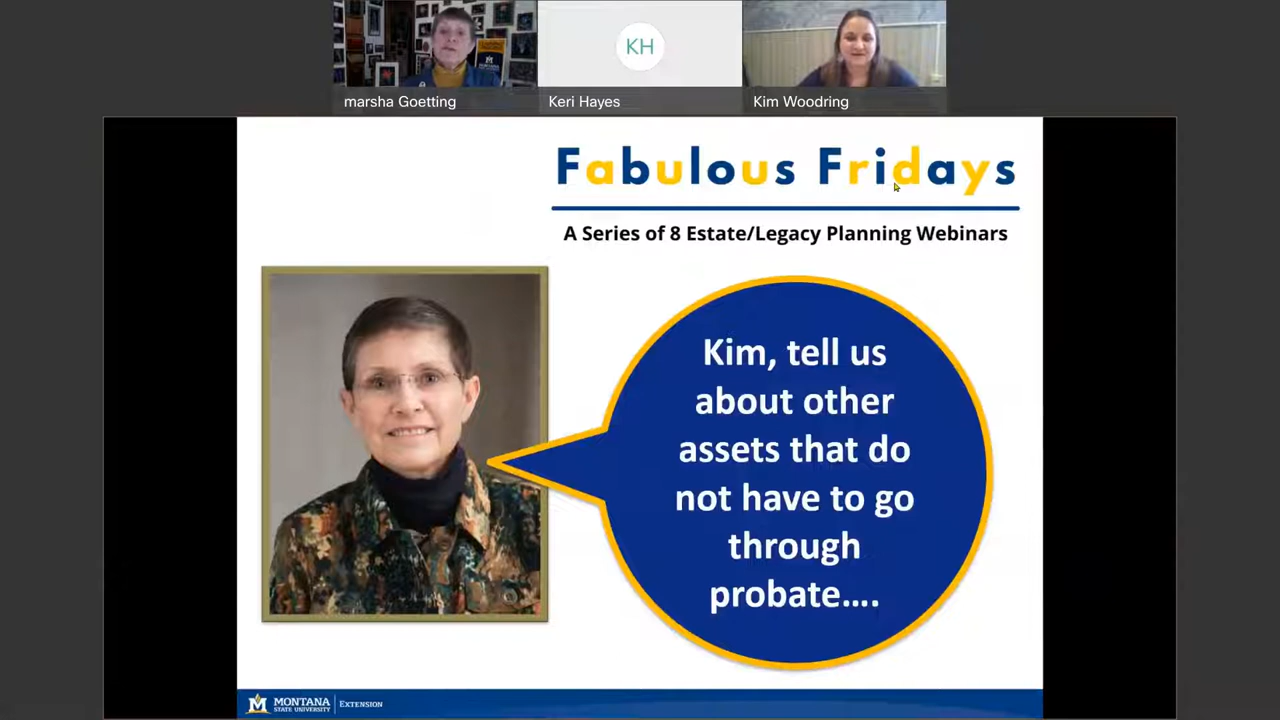 KH
marsha Goetting
Keri Hayes
Kim Woodring
Fabulous Fridays
A Series of 8 Estate/Legacy Planning Webinars
Kim, tell us
about other
assets that do
not have to go
through
probate....
M MONTANA
STATE UNIVERSITY
EXTENSION